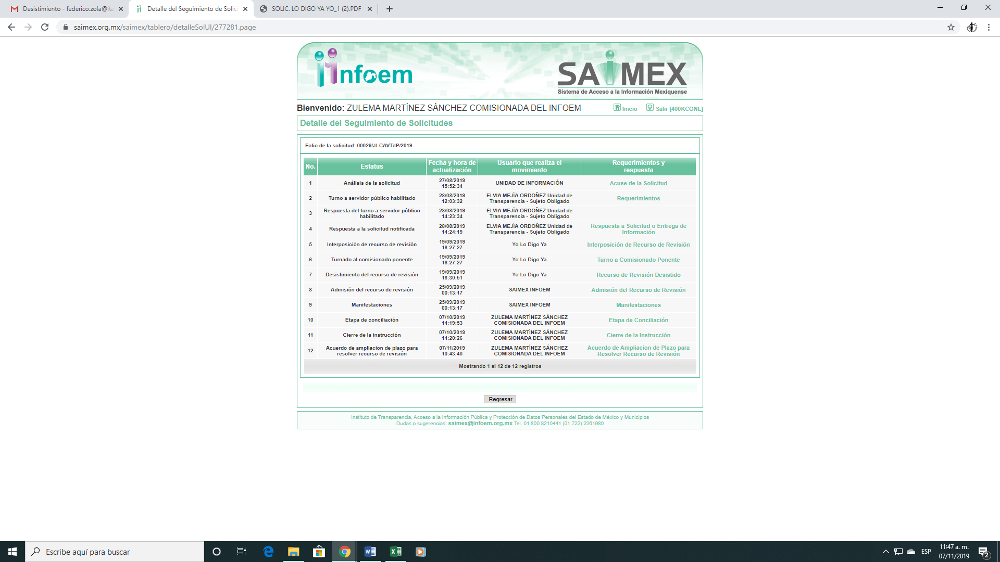 Desistimiento - federico.zola@ita
Detalle del Seguimiento de Solic
SOLIC. LO DIGO YA YO_1 (2).PDF
saimex.org.mx/saimex/tablero/detalleSolUI/277281.page
infoem
SAIMEX
Sistema de Acceso a la Información Mexiquense
Bienvenido: ZULEMA MARTÍNEZ SÁNCHEZ COMISIONADA DEL INFOEM
Inicio
Salir [400KCONL]
Detalle del Seguimiento de Solicitudes
Folio de la solicitud: 00029/JLCAVT/IP/2019
No. Estatus Fecha y hora de actualización Usuario que realiza el movimiento Requerimientos y respuesta
1 Análisis de la solicitud 27/08/2019 15:52:34 UNIDAD DE INFORMACIÓN Acuse de la Solicitud
2 Turno a servidor público habilitado 28/08/2019 12:03:32 ELVIA MEJÍA ORDOÑEZ Unidad de Transparencia - Sujeto Obligado Requerimientos
3 Respuesta del turno a servidor público habilitado 28/08/2019 14:23:34 ELVIA MEJÍA ORDOÑEZ Unidad de Transparencia - Sujeto Obligado
4 Respuesta a la solicitud notificada 28/08/2019 14:24:19 ELVIA MEJÍA ORDOÑEZ Unidad de Transparencia - Sujeto Obligado Respuesta a Solicitud o Entrega de Información
5 Interposición de recurso de revisión 19/09/2019 16:27:27 Yo Lo Digo Ya Interposición de Recurso de Revisión
6 Turnado al comisionado ponente 19/09/2019 16:27:27 Yo Lo Digo Ya Turno a Comisionado Ponente
7 Desistimiento del recurso de revisión 19/09/2019 16:30:51 Yo Lo Digo Ya Recurso de Revisión Desistido
8 Admisión del recurso de revisión 25/09/2019 00:13:17 SAIMEX INFOEM Admisión del Recurso de Revisión
9 Manifestaciones 25/09/2019 00:13:17 SAIMEX INFOEM Manifestaciones
10 Etapa de conciliación 07/10/2019 14:19:53 ZULEMA MARTÍNEZ SÁNCHEZ COMISIONADA DEL INFOEM Etapa de Conciliación
11 Cierre de la instrucción 07/10/2019 14:20:26 ZULEMA MARTÍNEZ SÁNCHEZ COMISIONADA DEL INFOEM Cierre de la Instrucción
12 Acuerdo de ampliacion de plazo para resolver recurso de revisión 07/11/2019 10:43:40 ZULEMA MARTÍNEZ SÁNCHEZ COMISIONADA DEL INFOEM Acuerdo de Ampliacion de Plazo para Resolver Recurso de Revisión
Mostrando 1 al 12 de 12 registros
Regresar
Instituto de Transparencia, Acceso a la Información Pública y Protección de Datos Personales del Estado de México y Municipios
Dudas o sugerencias: saimex@infoem.org.mx Tel. 01 800 8210441 (01 722) 2261980
Escribe aquí para buscar
ESP
11:47 a. m.
07/11/2019
2